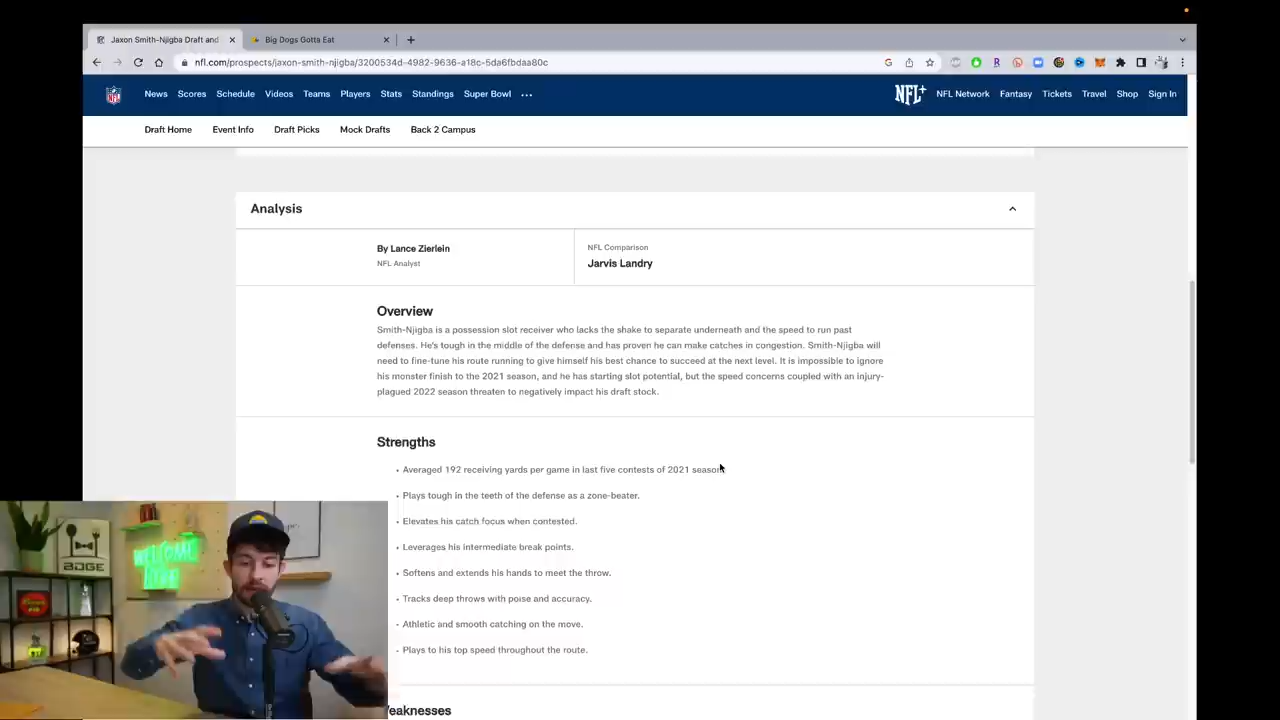 Jaxon Smith-Njigba Draft and
Big Dogs Gotta Eat
nfl.com/prospects/jaxon-smith-njigba/3200534d-4982-9636-a18c-5da6fbdaa80c
News Scores Schedule Videos Teams Players Stats Standings Super Bowl ... NFL+ NFL Network Fantasy Tickets Travel Shop Sign In
Draft Home Event Info Draft Picks Mock Drafts Back 2 Campus
Analysis
By Lance Zierlein
NFL Analyst
NFL Comparison
Jarvis Landry
Overview
Smith-Njigba is a possession slot receiver who lacks the shake to separate underneath and the speed to run past
defenses. He's tough in the middle of the defense and has proven he can make catches in congestion. Smith-Njigba will
need to fine-tune his route running to give himself his best chance to succeed at the next level. It is impossible to ignore
his monster finish to the 2021 season, and he has starting slot potential, but the speed concerns coupled with an injury-
plagued 2022 season threaten to negatively impact his draft stock.
Strengths
• Averaged 192 receiving yards per game in last five contests of 2021 season
• Plays tough in the teeth of the defense as a zone-beater.
• Elevates his catch focus when contested.
• Leverages his intermediate break points.
• Softens and extends his hands to meet the throw.
• Tracks deep throws with poise and accuracy.
• Athletic and smooth catching on the move.
• Plays to his top speed throughout the route.
eaknesses
BDGE
WELCOME